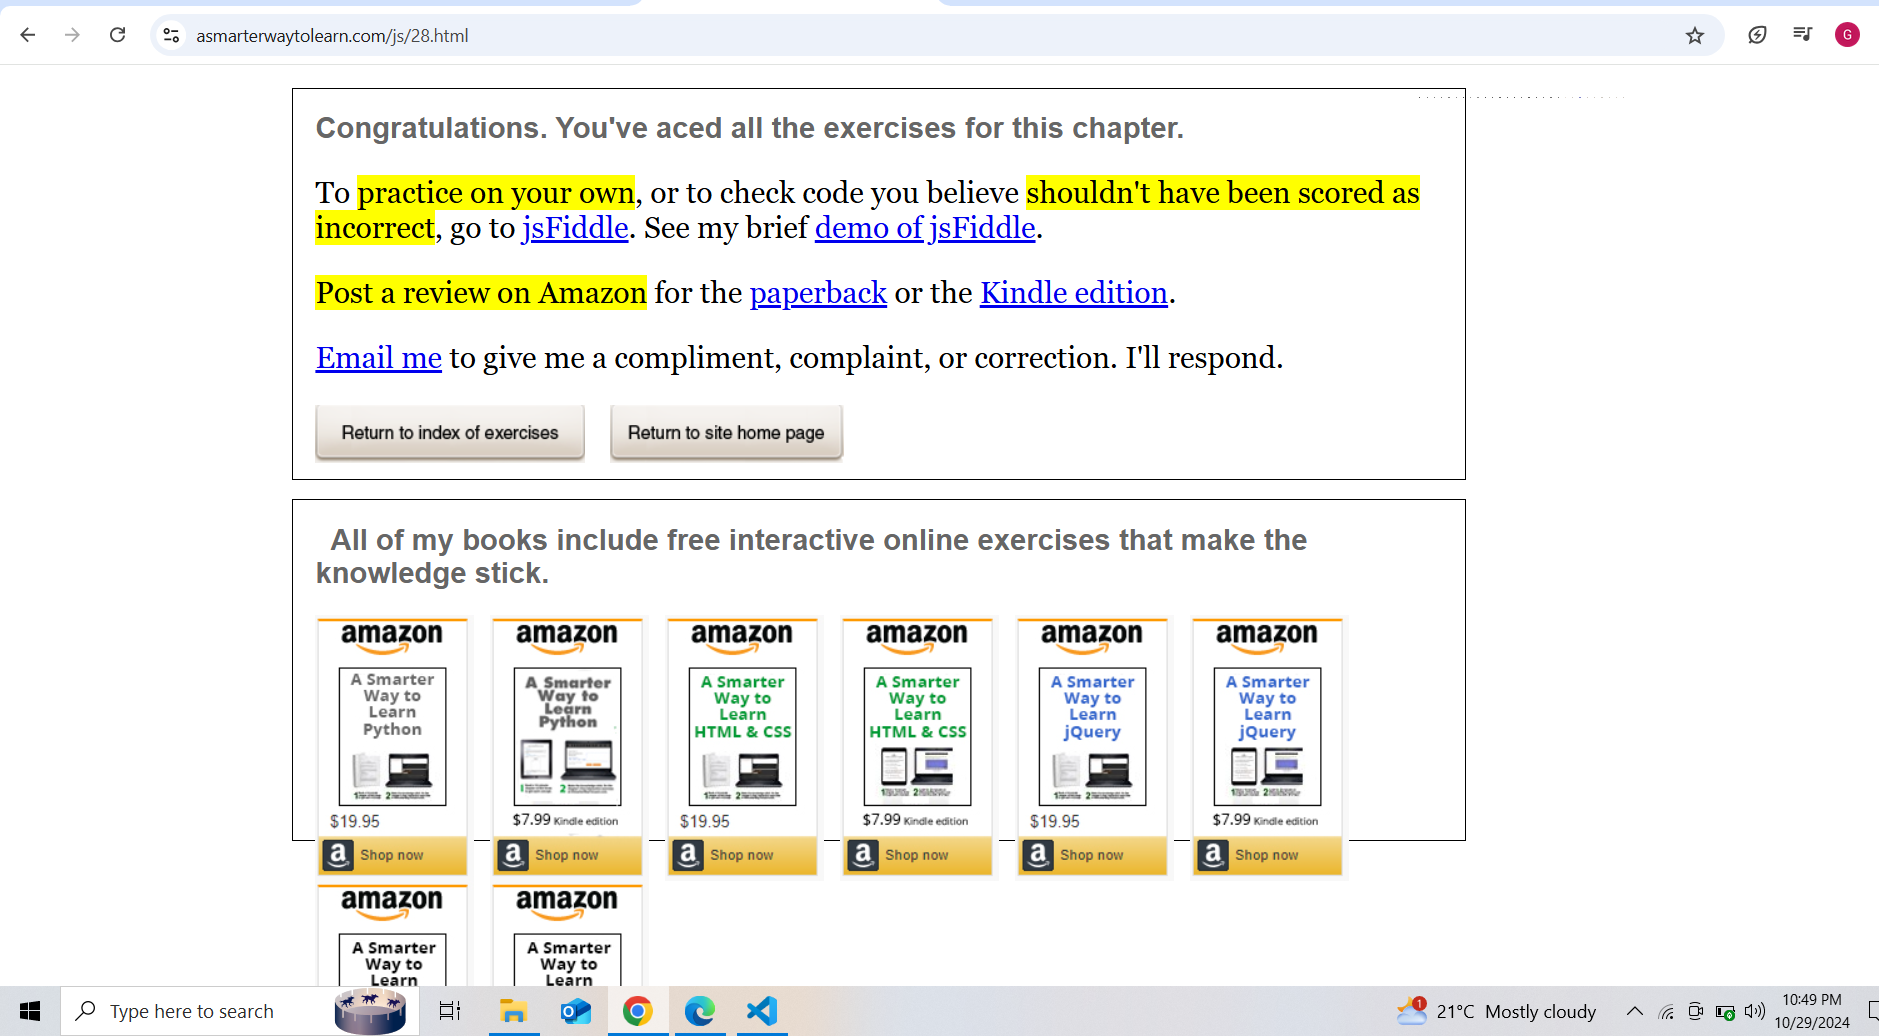 asmarterwaytolearn.com/js/28.html
G
Congratulations. You've aced all the exercises for this chapter.
To practice on your own, or to check code you believe shouldn't have been scored as
incorrect, go to jsFiddle. See my brief demo of jsFiddle.
Post a review on Amazon for the paperback or the Kindle edition.
Email me to give me a compliment, complaint, or correction. I'll respond.
Return to index of exercises Return to site home page
All of my books include free interactive online exercises that make the
knowledge stick.
amazon amazon amazon amazon amazon amazon
A Smarter A Smarter A Smarter A Smarter A Smarter A Smarter
Way to Way to Way to Way to Way to Way to
Learn Learn Learn Learn Learn Learn
Python Python HTML & CSS HTML & CSS jQuery jQuery
$19.95 $7.99 Kindle edition $19.95 $7.99 Kindle edition $19.95 $7.99 Kindle edition
a Shop now a Shop now a Shop now a Shop now a Shop now a Shop now
amazon amazon
A Smarter A Smarter
Way to Way to
Learn Learn
Type here to search
1
21°C Mostly cloudy
10:49 PM
10/29/2024